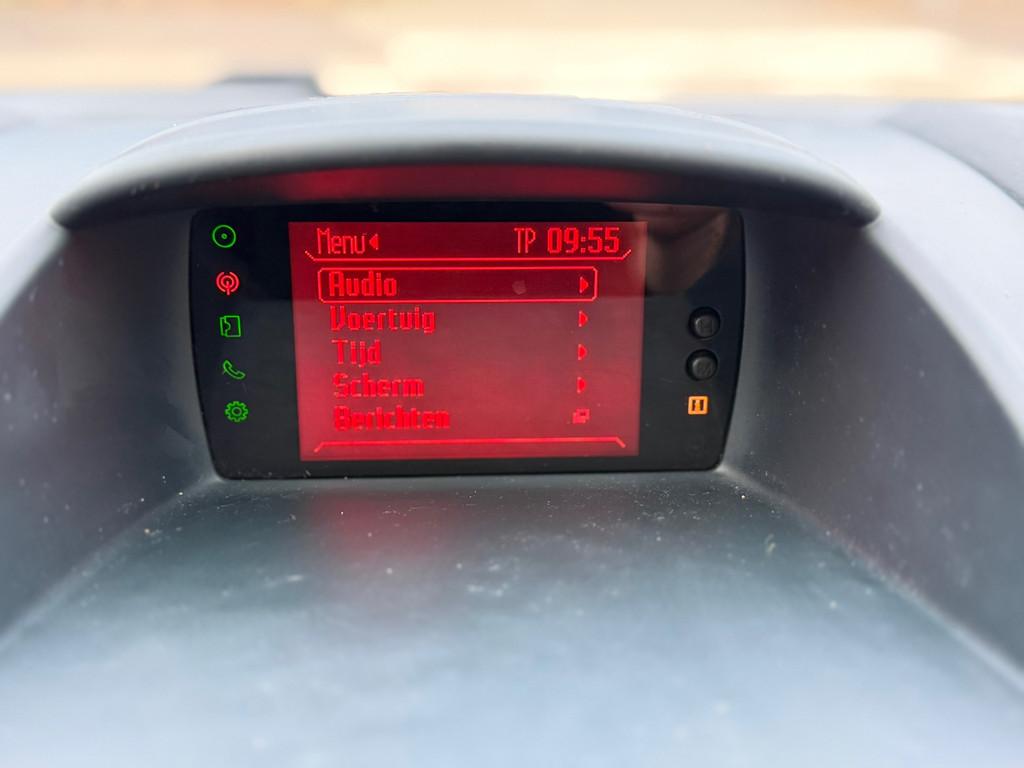 Menu TP 09:55
Audio
Voertuig
Tijd
Scherm
Berichten